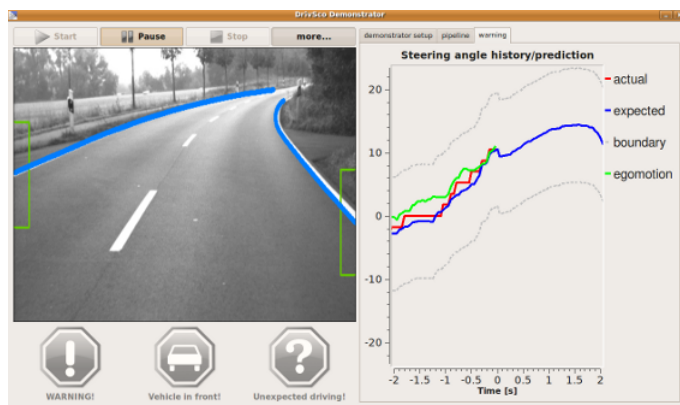 DrivSco Demonstrator
Start
Pause
Stop
more...
demonstrator setup
pipeline
warning
Steering angle history/prediction
actual
expected
boundary
egomotion
20
10
0
-10
-20
-2 -1.5 -1 -0.5 0 0.5 1 1.5 2
Time [s]
WARNING!
Vehicle in front!
Unexpected driving!